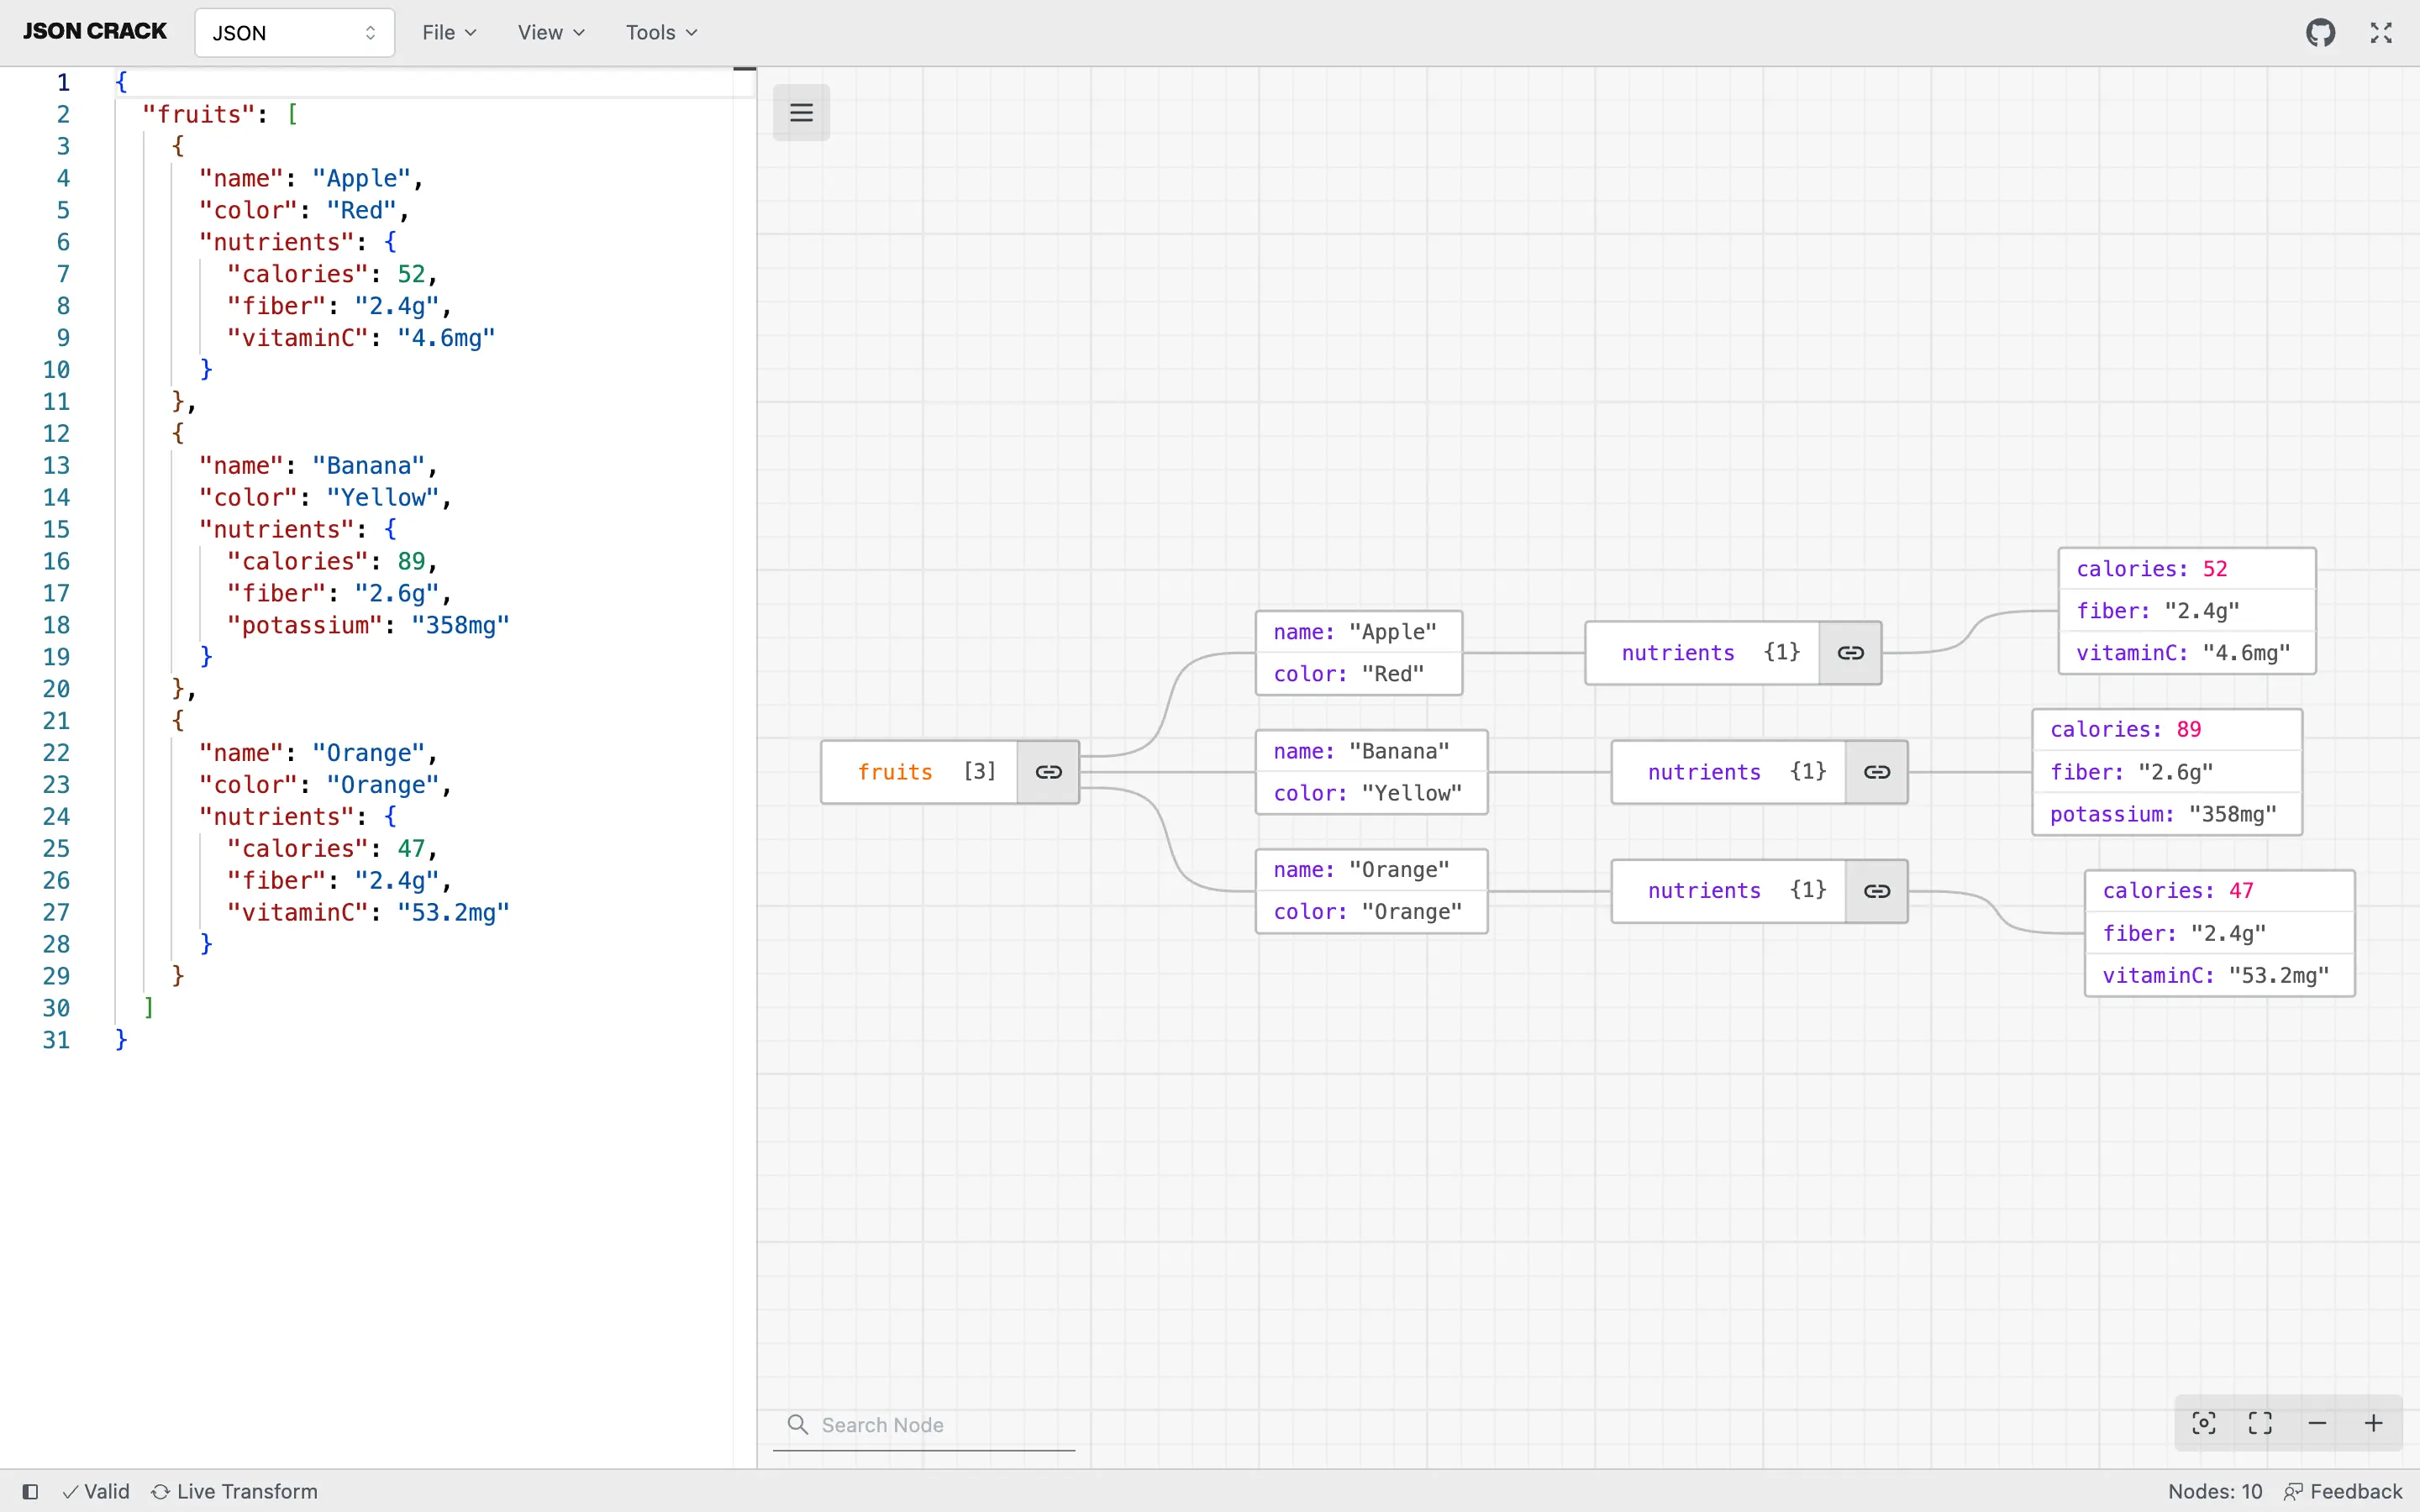 JSON CRACK JSON File View Tools
1 {
2 "fruits": [
3 {
4 "name": "Apple",
5 "color": "Red",
6 "nutrients": {
7 "calories": 52,
8 "fiber": "2.4g",
9 "vitaminC": "4.6mg"
10 }
11 },
12 {
13 "name": "Banana",
14 "color": "Yellow",
15 "nutrients": {
16 "calories": 89,
17 "fiber": "2.6g",
18 "potassium": "358mg"
19 }
20 },
21 {
22 "name": "Orange",
23 "color": "Orange",
24 "nutrients": {
25 "calories": 47,
26 "fiber": "2.4g",
27 "vitaminC": "53.2mg"
28 }
29 }
30 ]
31 }
fruits [3]
name: "Apple"
color: "Red"
nutrients {1}
calories: 52
fiber: "2.4g"
vitaminC: "4.6mg"
name: "Banana"
color: "Yellow"
nutrients {1}
calories: 89
fiber: "2.6g"
potassium: "358mg"
name: "Orange"
color: "Orange"
nutrients {1}
calories: 47
fiber: "2.4g"
vitaminC: "53.2mg"
Search Node
Valid Live Transform Nodes: 10 Feedback